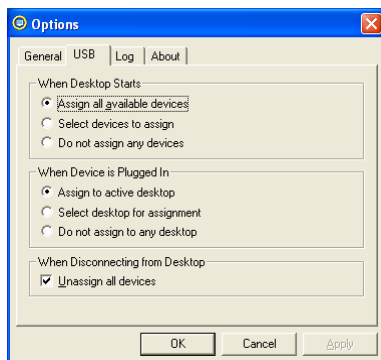 Options
General USB Log About
When Desktop Starts
Assign all available devices
Select devices to assign
Do not assign any devices
When Device is Plugged In
Assign to active desktop
Select desktop for assignment
Do not assign to any desktop
When Disconnecting from Desktop
Unassign all devices
OK Cancel Apply